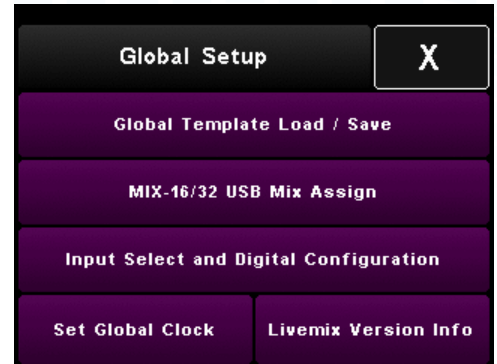 Global Setup
X
Global Template Load / Save
MIX-16/32 USB Mix Assign
Input Select and Digital Configuration
Set Global Clock
Livemix Version Info